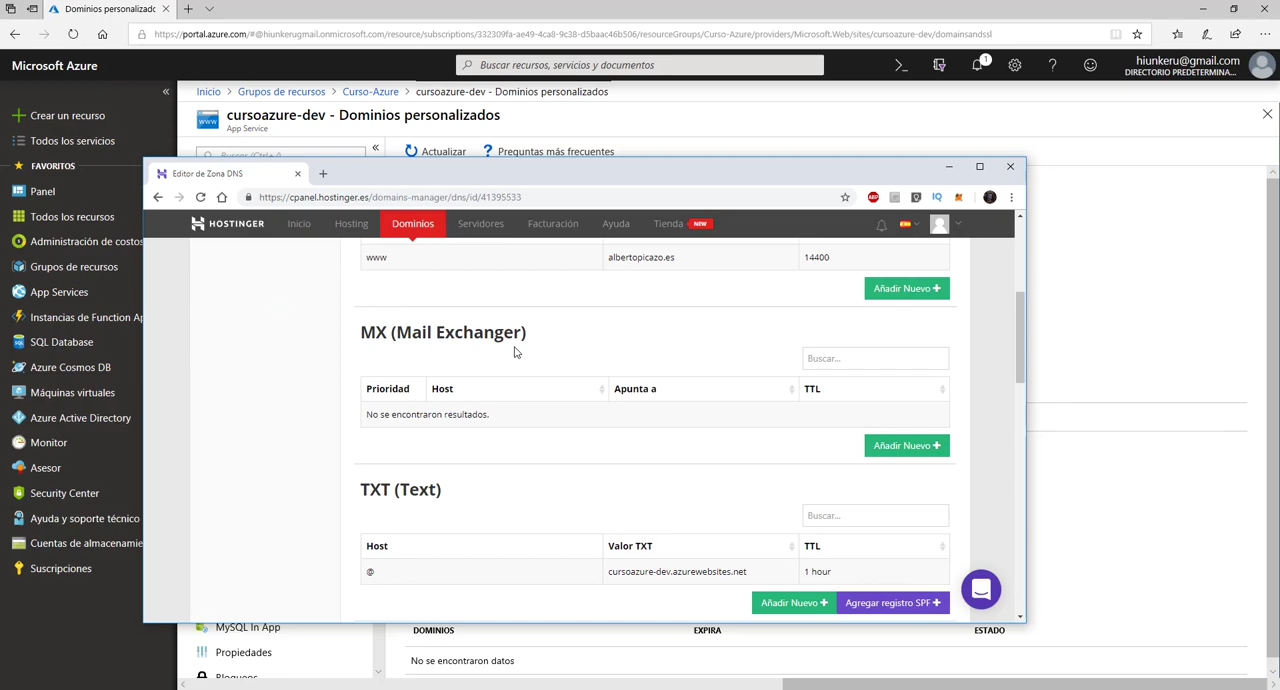 Dominios personalizado
https://portal.azure.com/#@hiunkerugmail.onmicrosoft.com/resource/subscriptions/332309fa-ae49-4ca8-9c38-d5baac46b506/resourceGroups/Curso-Azure/providers/Microsoft.Web/sites/cursoazure-dev/domainsandssl
Microsoft Azure
Buscar recursos, servicios y documentos
1
hiunkeru@gmail.com
DIRECTORIO PREDETERMINA...
Inicio
Grupos de recursos
Curso-Azure
cursoazure-dev - Dominios personalizados
Crear un recurso
Todos los servicios
FAVORITOS
Panel
Todos los recursos
Administración de costos
Grupos de recursos
App Services
Instancias de Function Ap
SQL Database
Azure Cosmos DB
Máquinas virtuales
Azure Active Directory
Monitor
Asesor
Security Center
Ayuda y soporte técnico
Cuentas de almacenamie
Suscripciones
www
cursoazure-dev - Dominios personalizados
App Service
Buscar (Ctrl+/)
Actualizar
Preguntas más frecuentes
Editor de Zona DNS
https://cpanel.hostinger.es/domains-manager/dns/id/41395533
ABP
IQ
HOSTINGER
Inicio
Hosting
Dominios
Servidores
Facturación
Ayuda
Tienda
NEW
www
albertopicazo.es
14400
Añadir Nuevo +
MX (Mail Exchanger)
Buscar...
Prioridad
Host
Apunta a
TTL
No se encontraron resultados.
Añadir Nuevo +
TXT (Text)
Buscar...
Host
Valor TXT
TTL
@
cursoazure-dev.azurewebsites.net
1 hour
Añadir Nuevo +
Agregar registro SPF +
MySQL In App
Propiedades
Bloqueos
DOMINIOS
EXPIRA
ESTADO
No se encontraron datos